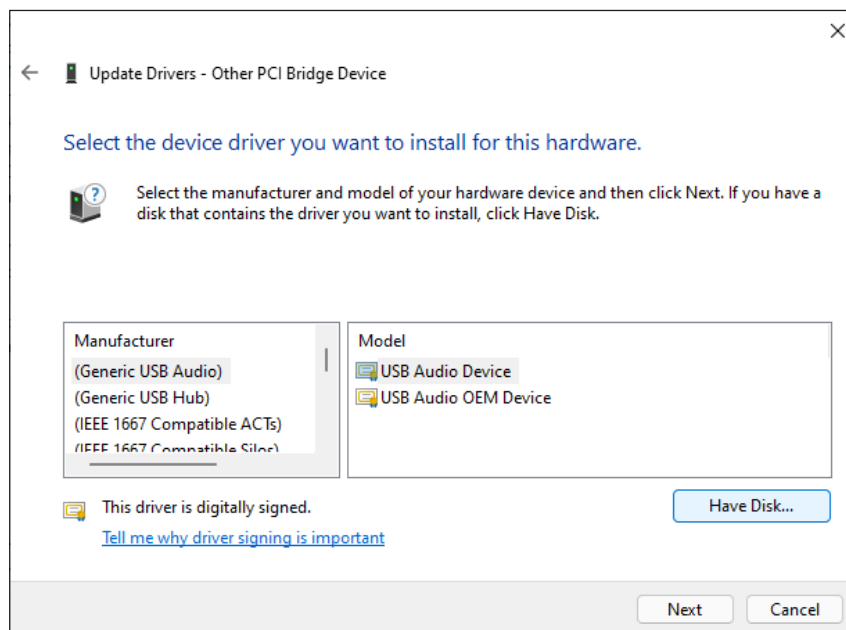 Update Drivers - Other PCI Bridge Device
Select the device driver you want to install for this hardware.
Select the manufacturer and model of your hardware device and then click Next. If you have a
disk that contains the driver you want to install, click Have Disk.
Manufacturer
(Generic USB Audio)
(Generic USB Hub)
(IEEE 1667 Compatible ACTs)
(IEEE 1667 Compatible Silos)
Model
USB Audio Device
USB Audio OEM Device
This driver is digitally signed.
Tell me why driver signing is important
Have Disk...
Next
Cancel